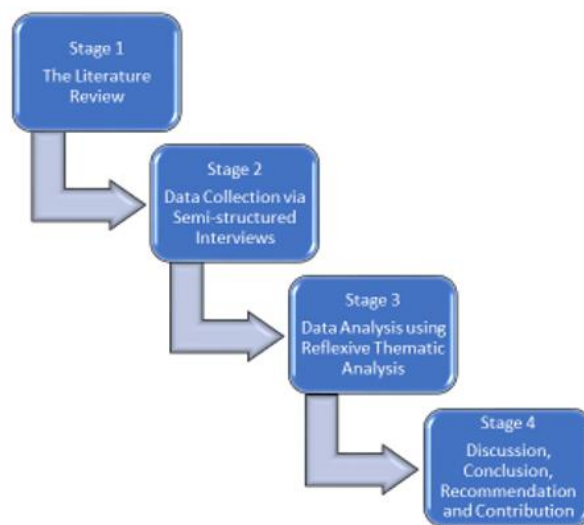 Stage 1
The Literature
Review
Stage 2
Data Collection via
Semi-structured
Interviews
Stage 3
Data Analysis using
Reflexive Thematic
Analysis
Stage 4
Discussion,
Conclusion,
Recommendation
and Contribution